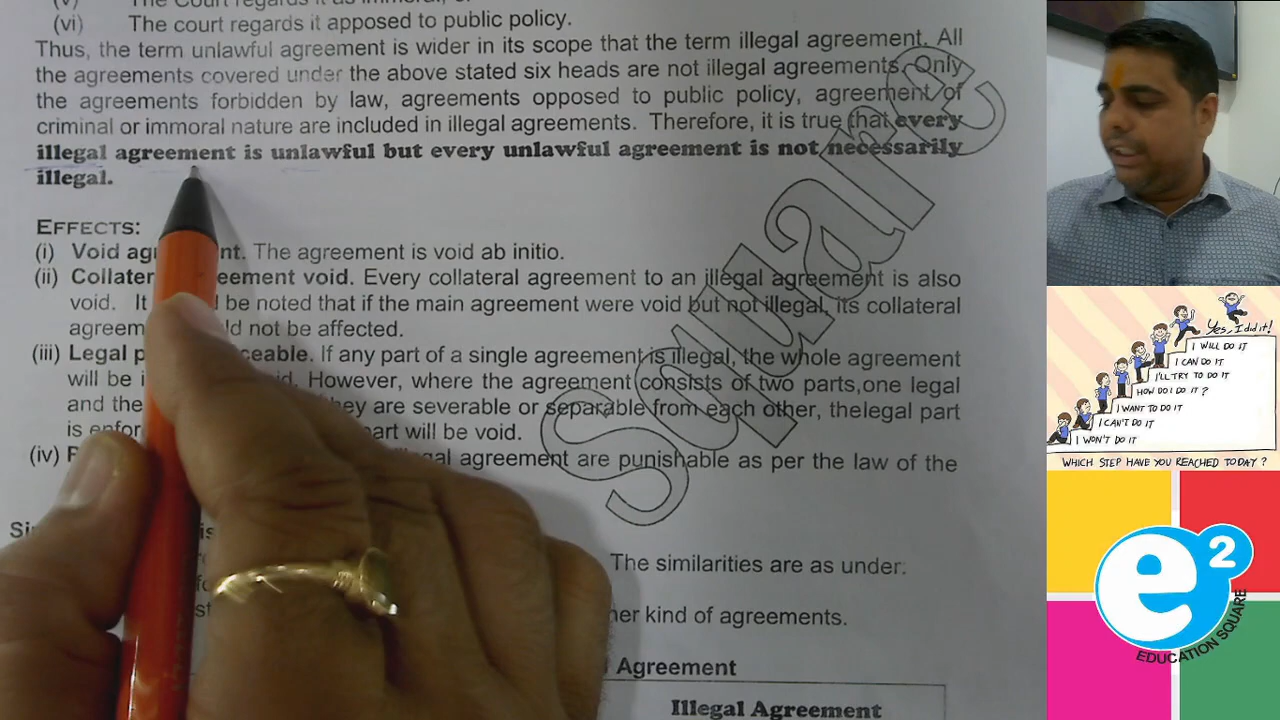 (v) The Court regards it as immoral, or
(vi) The court regards it apposed to public policy.
Thus, the term unlawful agreement is wider in its scope that the term illegal agreement. All
the agreements covered under the above stated six heads are not illegal agreements. Only
the agreements forbidden by law, agreements opposed to public policy, agreement of
criminal or immoral nature are included in illegal agreements. Therefore, it is true that every
illegal agreement is unlawful but every unlawful agreement is not necessarily
illegal.
EFFECTS:
(i) Void nt. The agreement is void ab initio.
(ii) Collater eement void. Every collateral agreement to an illegal agreement is also
void. It be noted that if the main agreement were void but not illegal, its collateral
agreem ld not be affected.
(iii) Legal p ceable. If any part of a single agreement is illegal, the whole agreement
will be However, where the agreement consists of two parts,one legal
and the hey are severable or separable from each other, thelegal part
is enfor art will be void.
(iv) agreement are punishable as per the law of the
The similarities are as under:
her kind of agreements.
Agreement
Illegal Agreement
Square
Yes, I did it!
I WILL DO IT
I CAN DO IT
I'LL TRY TO DO IT
HOW DO I DO IT?
I WANT TO DO IT
I CAN'T DO IT
I WON'T DO IT
WHICH STEP HAVE YOU REACHED TODAY?
e2
EDUCATION SQUARE